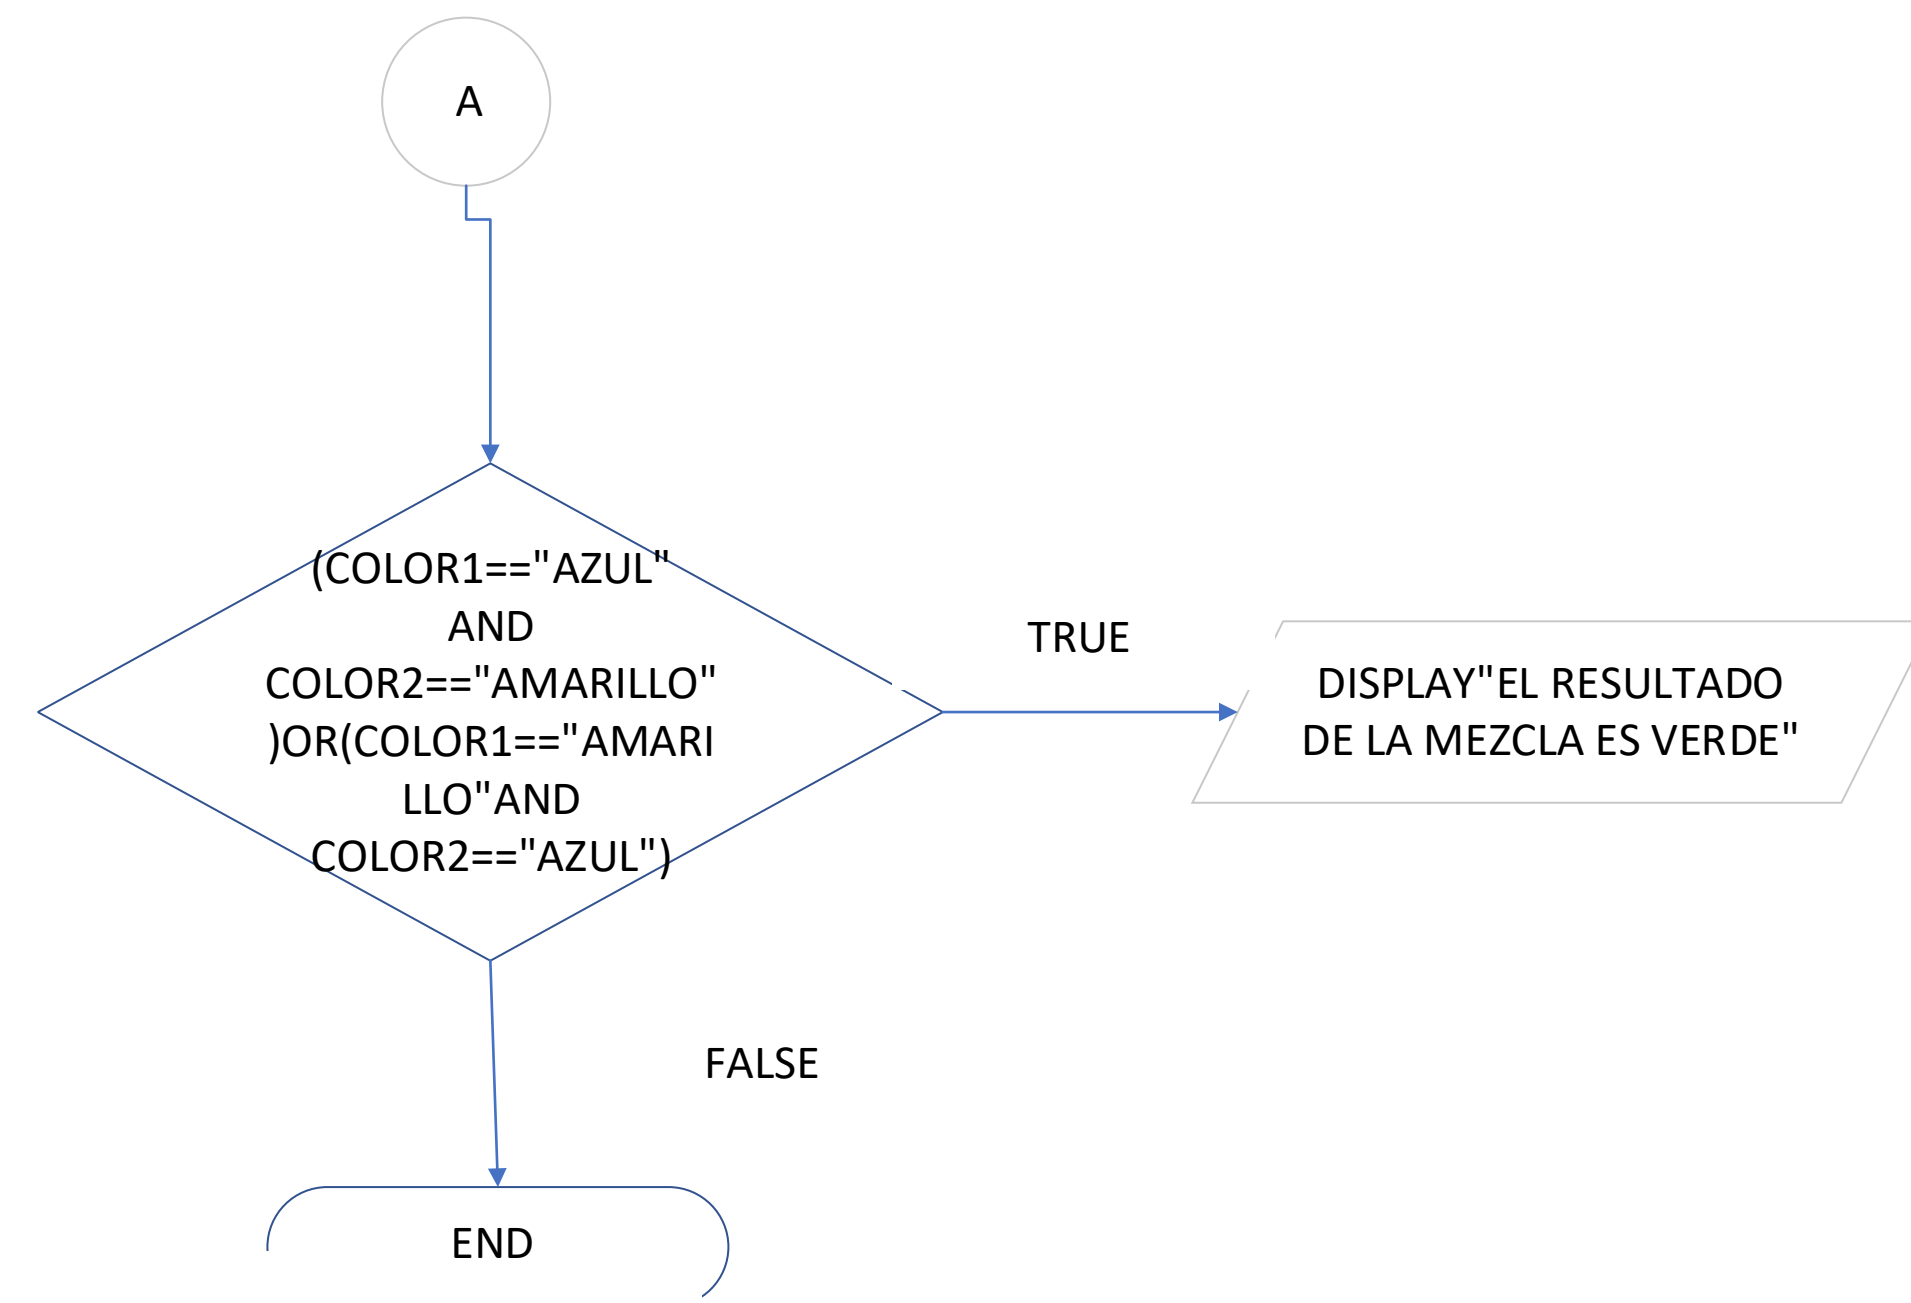 A
(COLOR1=="AZUL"
AND
COLOR2=="AMARILLO"
)OR(COLOR1=="AMARI
LLO"AND
COLOR2=="AZUL")
TRUE
DISPLAY"EL RESULTADO
DE LA MEZCLA ES VERDE"
FALSE
END